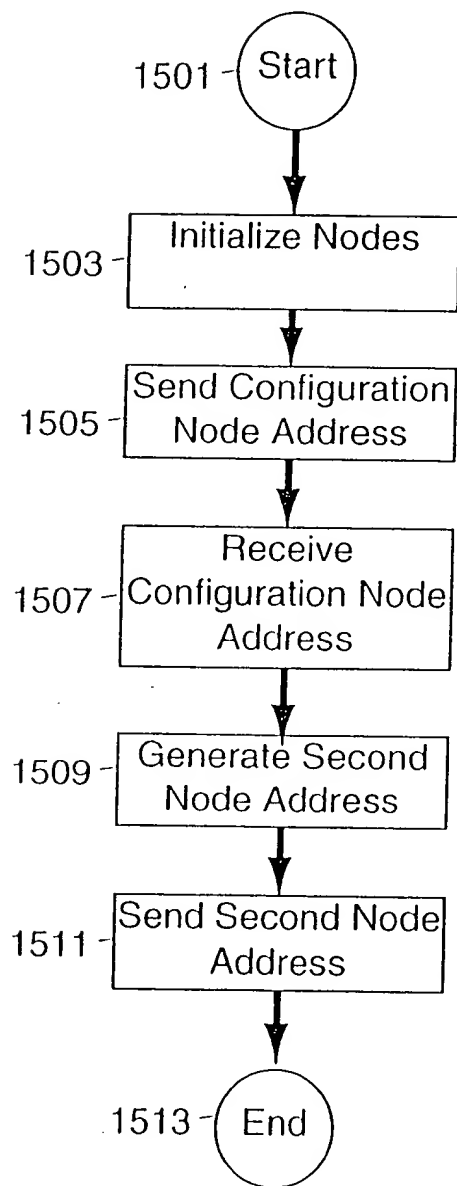 1501
Start
1503
Initialize Nodes
1505
Send Configuration
Node Address
1507
Receive
Configuration Node
Address
1509
Generate Second
Node Address
1511
Send Second Node
Address
1513
End